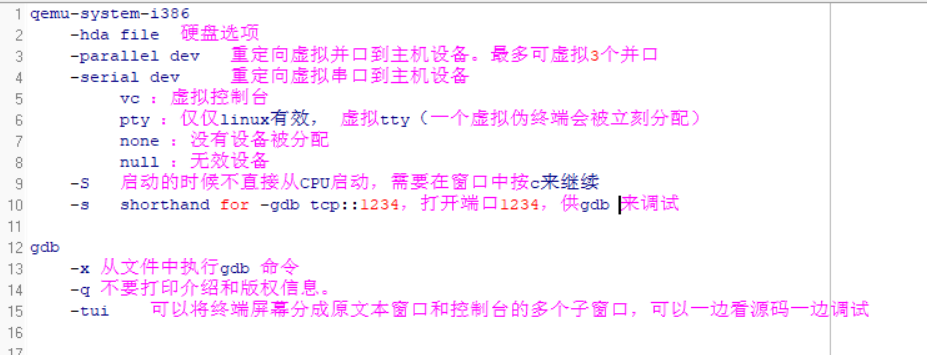 1 qemu-system-i386
2 -hda file 硬盘选项
3 -parallel dev 重定向虚拟并口到主机设备。最多可虚拟3个并口
4 -serial dev 重定向虚拟串口到主机设备
5 vc : 虚拟控制台
6 pty : 仅仅linux有效， 虚拟tty（一个虚拟伪终端会被立刻分配）
7 none : 没有设备被分配
8 null : 无效设备
9 -S 启动的时候不直接从CPU启动，需要在窗口中按c来继续
10 -s shorthand for -gdb tcp::1234，打开端口1234，供gdb 来调试
11
12 gdb
13 -x 从文件中执行gdb 命令
14 -q 不要打印介绍和版权信息。
15 -tui 可以将终端屏幕分成原文本窗口和控制台的多个子窗口，可以一边看源码一边调试
16
17